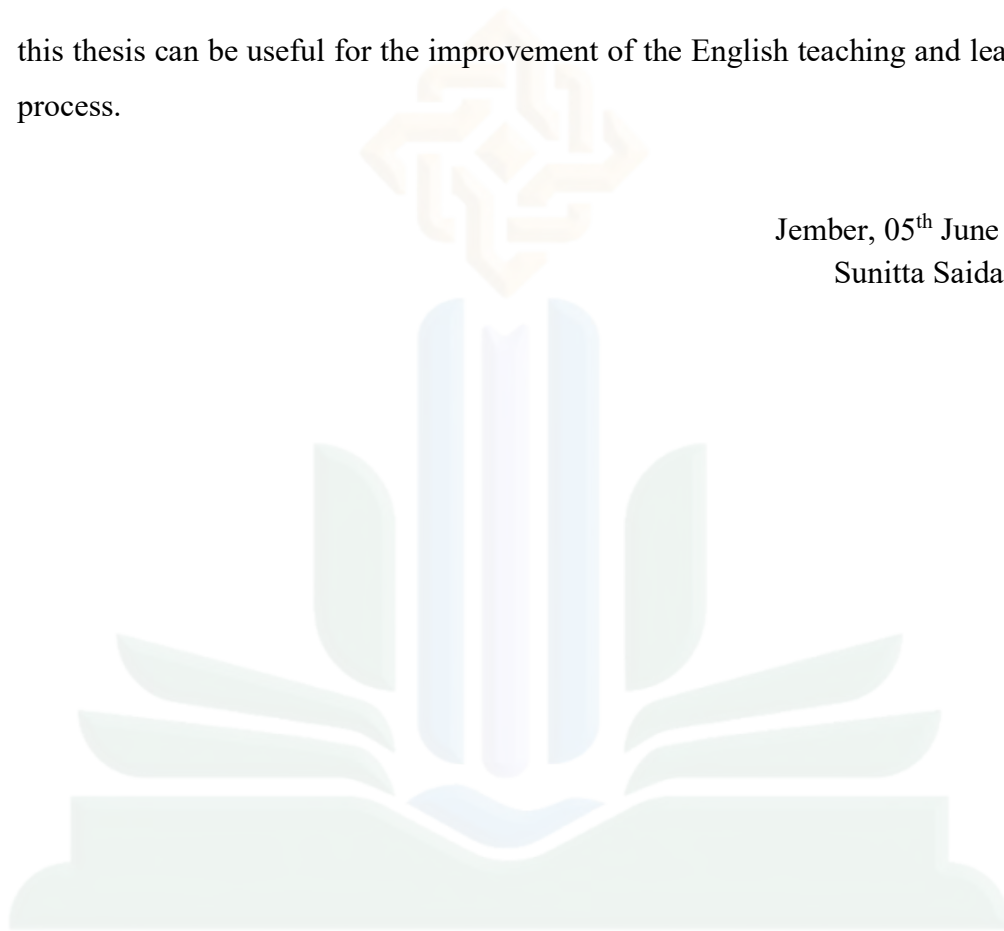 this thesis can be useful for the improvement of the English teaching and lea
process.
Jember, 05th June
Sunitta Saida